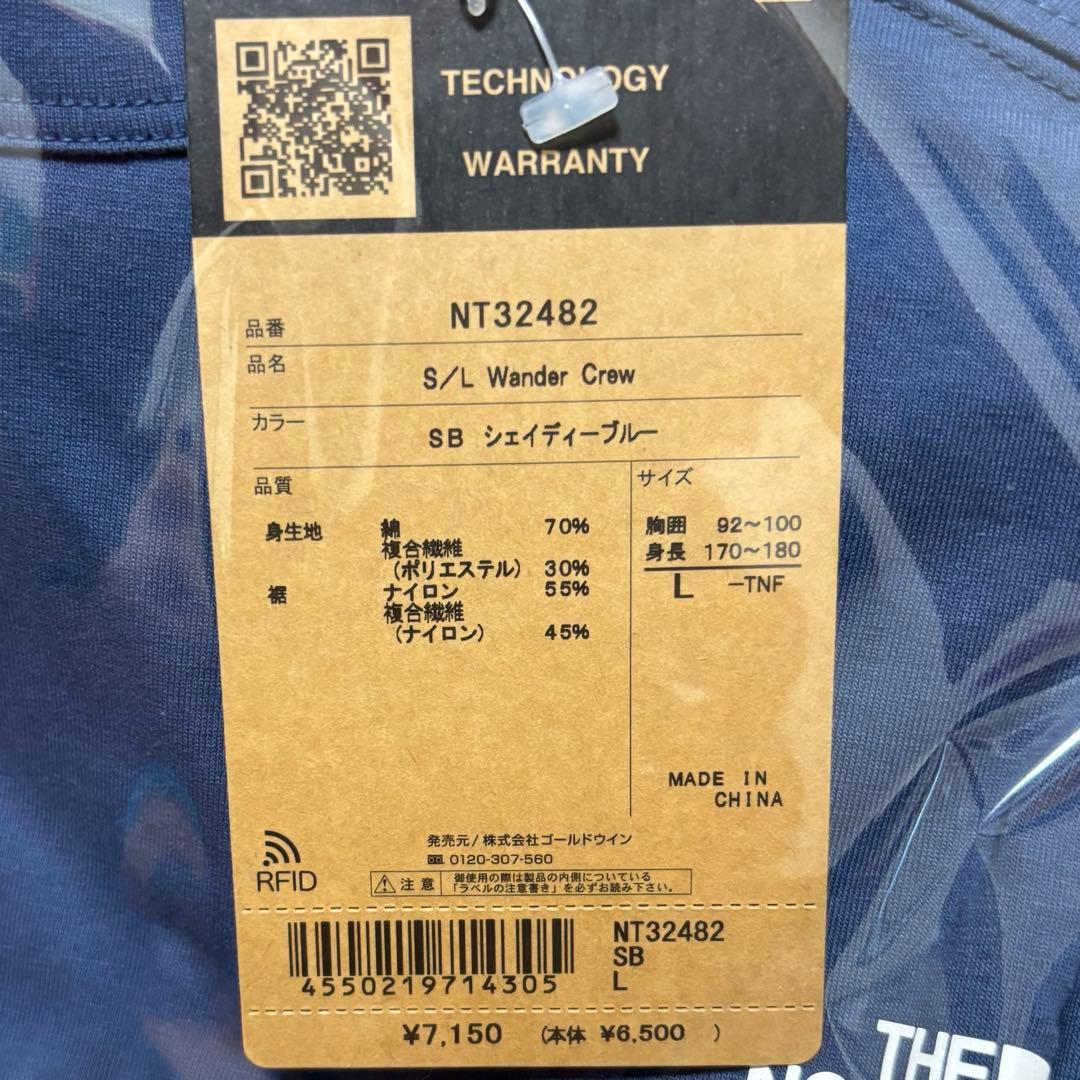 TECHNOLOGY
WARRANTY
品番 NT32482
品名 S/L Wander Crew
カラー SB シェイディーブルー
品質
身生地 綿 70%
複合繊維
(ポリエステル) 30%
裾 ナイロン 55%
複合繊維
(ナイロン) 45%
サイズ
胸囲 92~100
身長 170~180
L -TNF
MADE IN
CHINA
発売元/株式会社ゴールドウイン
0120-307-560
RFID
注意 御使用の際は製品の内側についている
「ラベルの注意書き」を必ずお読み下さい。
4550219714305
NT32482
SB
L
¥7,150 (本体 ¥6,500 )
THE